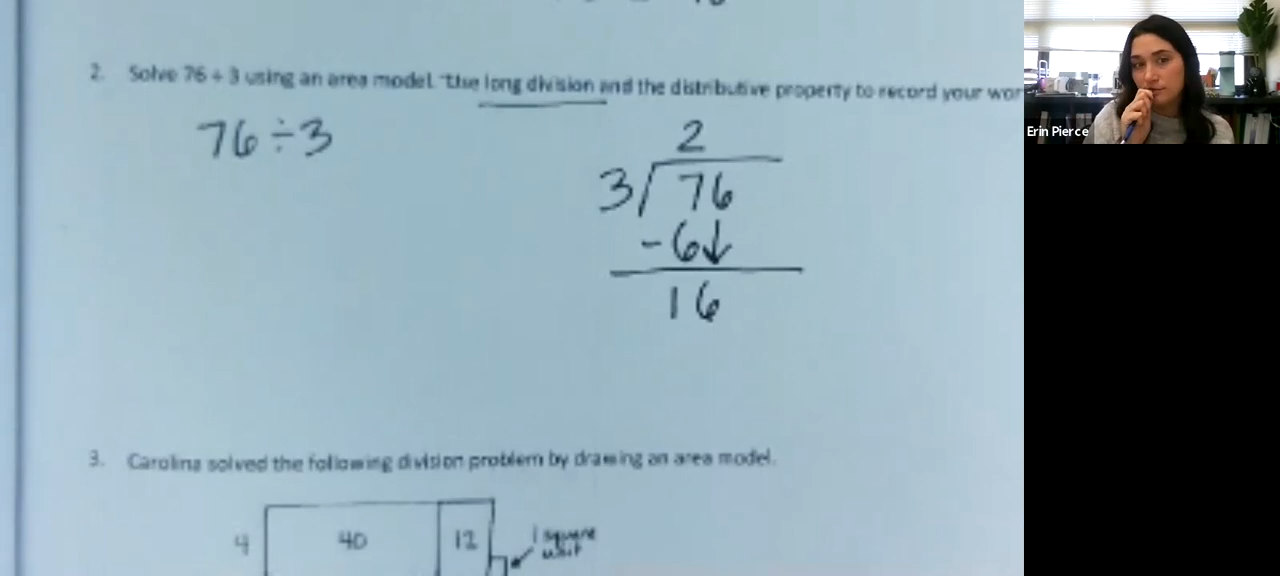 2. Solve 76 ÷ 3 using an area model. Use long division and the distributive property to record your wor
76 ÷ 3
2
3 76
-6↓
16
3. Carolina solved the following division problem by drawing an area model.
4 40 12 1 square
unit
Erin Pierce